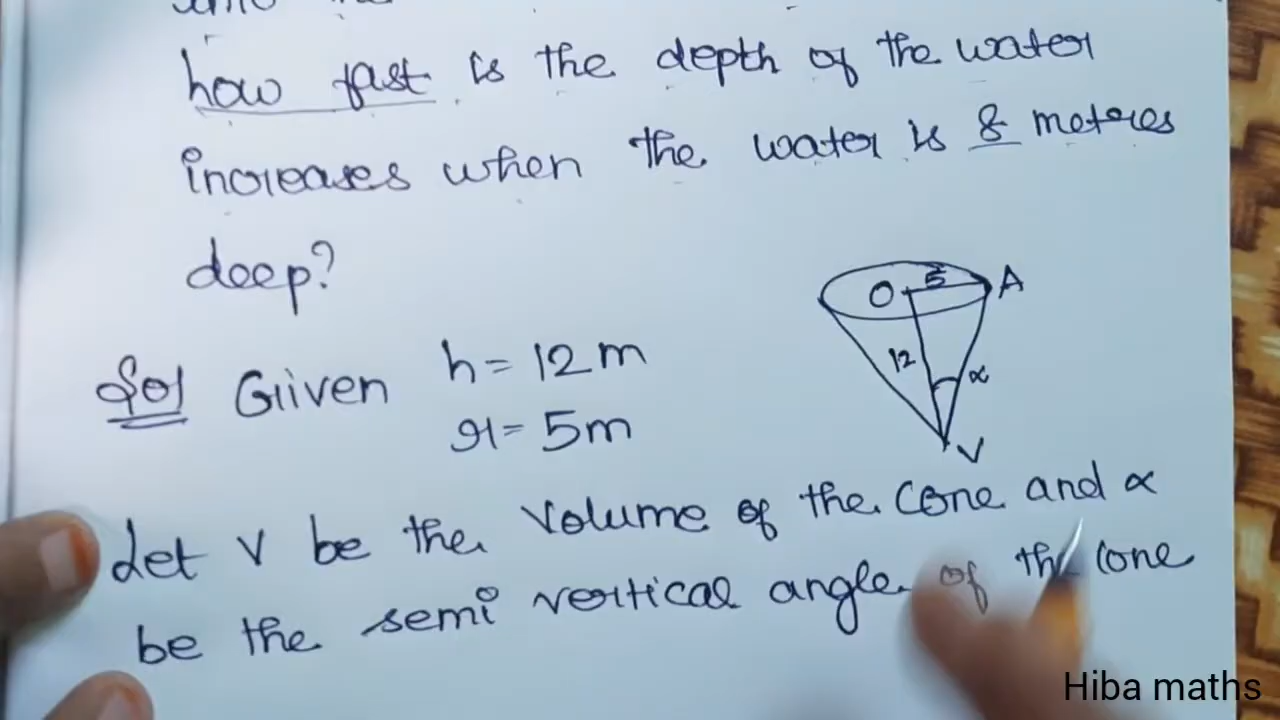 how fast is the depth of the water
increases when the water is 8 metres
deep?
O 5 A
12 α
V
Sol Given h = 12 m
r = 5m
Let V be the volume of the cone and α
be the semi vertical angle of the cone
Hiba maths